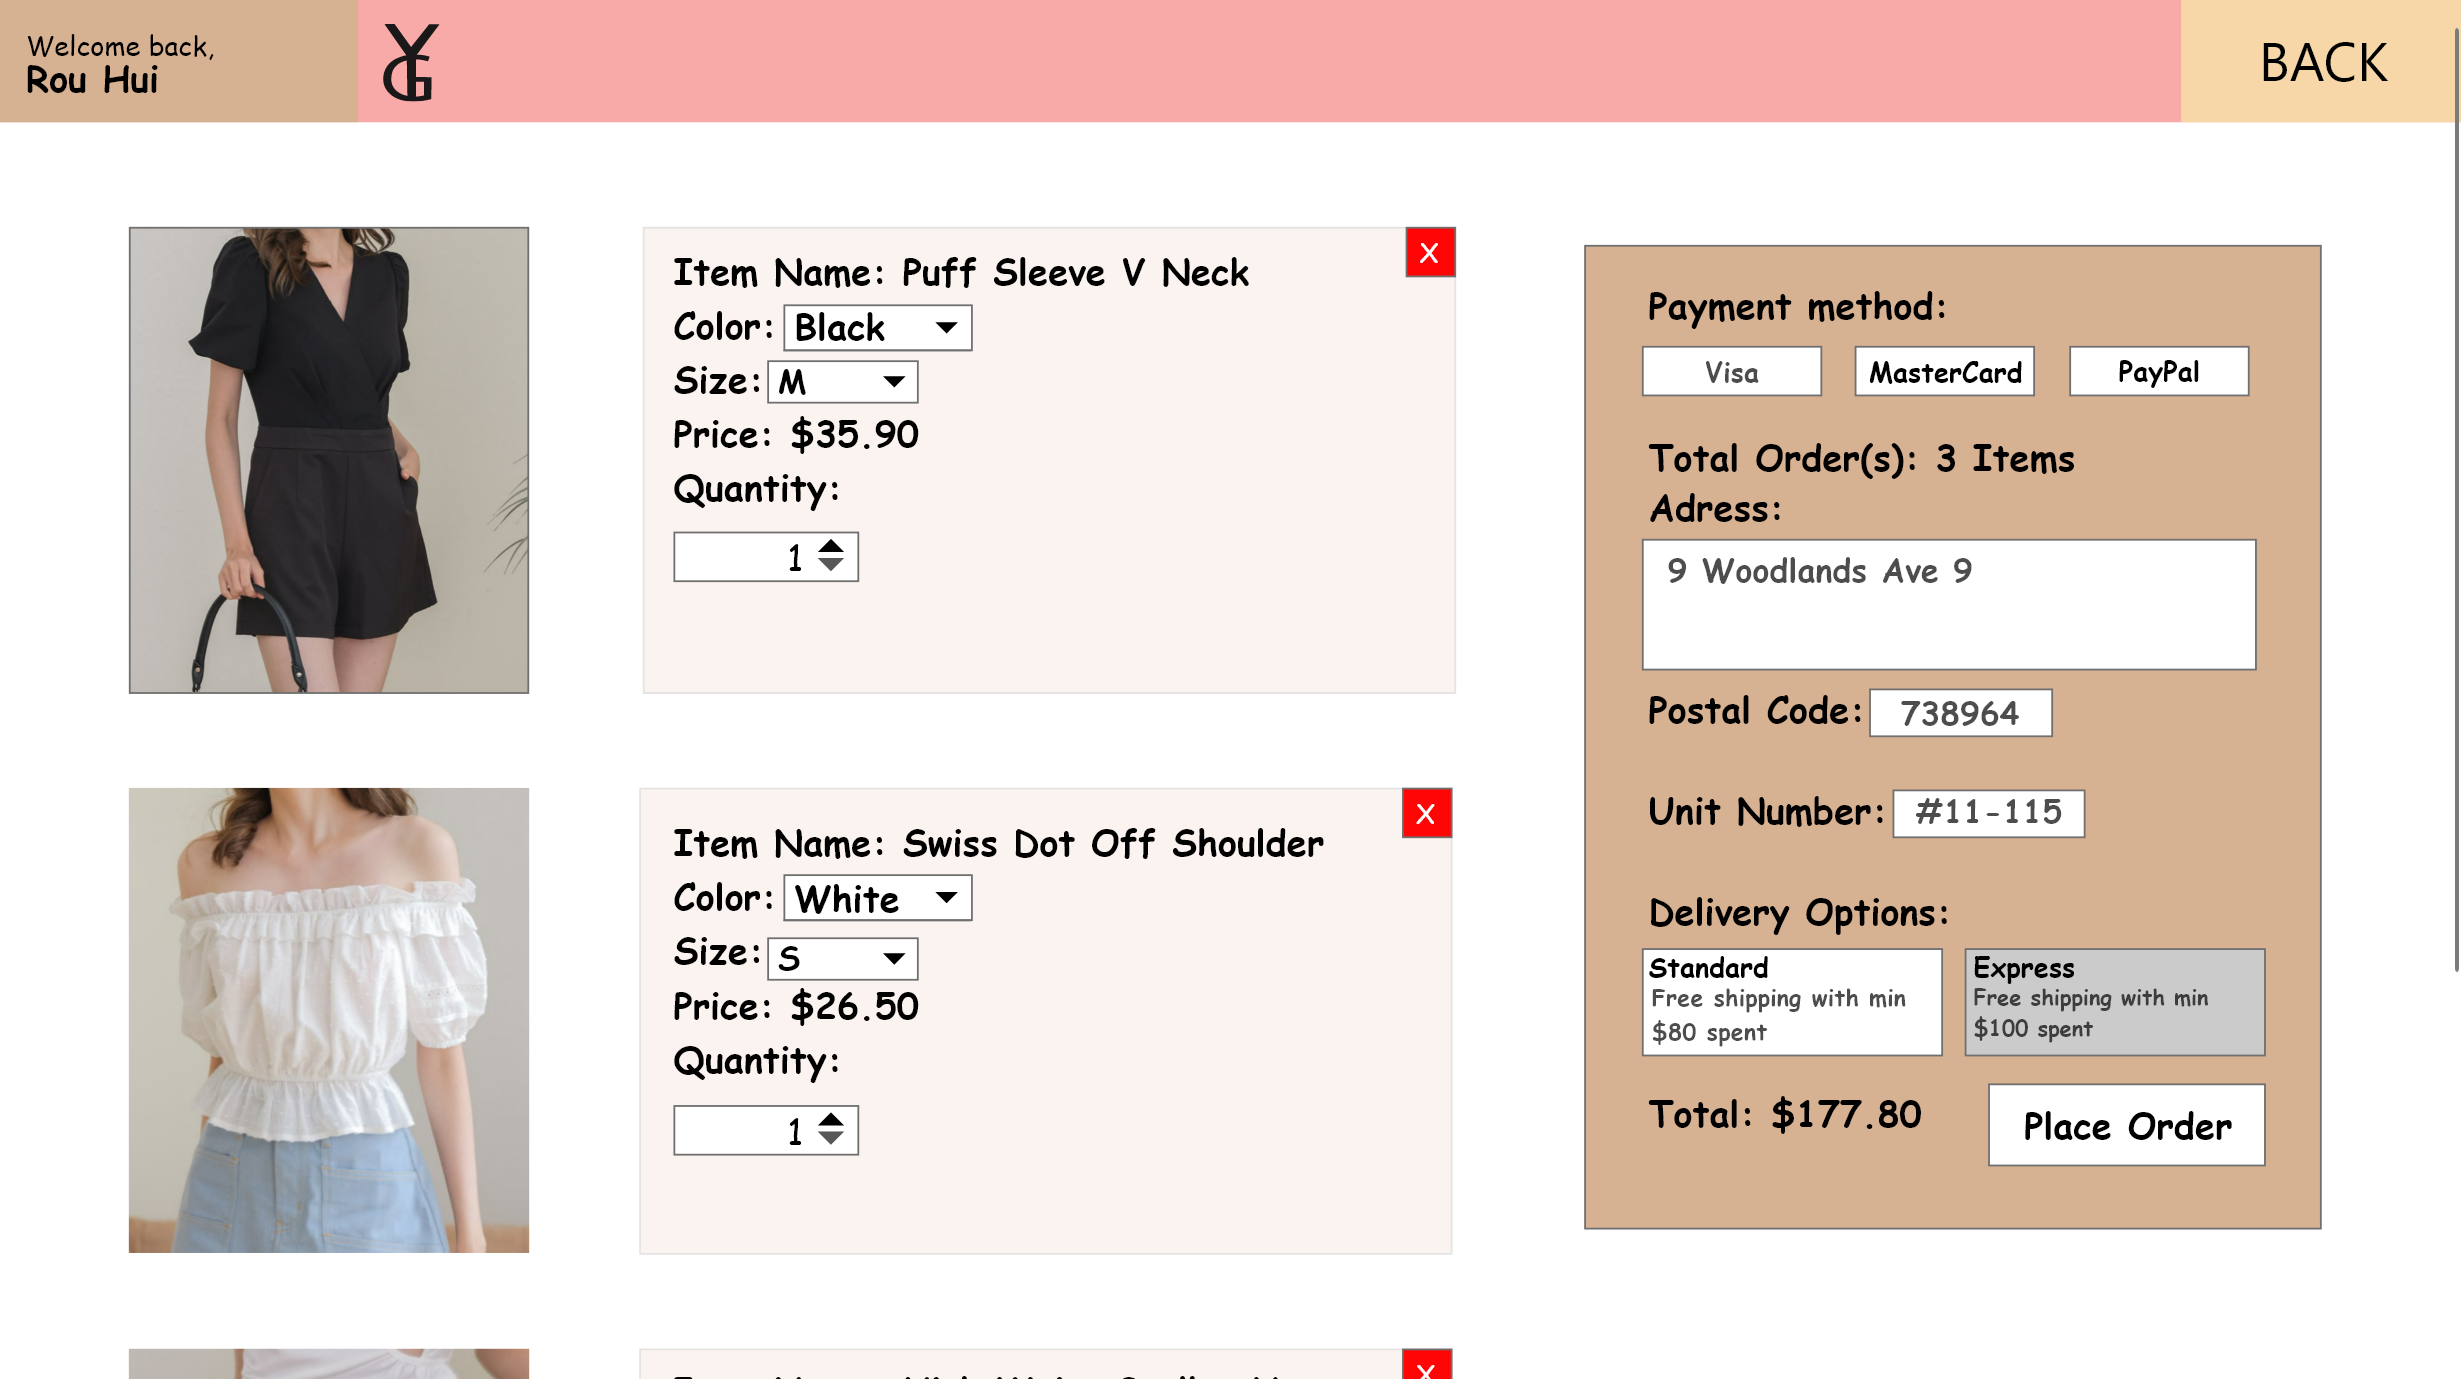 Welcome back,
Rou Hui
YG
BACK
Item Name: Puff Sleeve V Neck
Color: Black
Size: M
Price: $35.90
Quantity:
1
X
Item Name: Swiss Dot Off Shoulder
Color: White
Size: S
Price: $26.50
Quantity:
1
X
X
Payment method:
Visa
MasterCard
PayPal
Total Order(s): 3 Items
Adress:
9 Woodlands Ave 9
Postal Code: 738964
Unit Number: #11-115
Delivery Options:
Standard
Free shipping with min
$80 spent
Express
Free shipping with min
$100 spent
Total: $177.80
Place Order